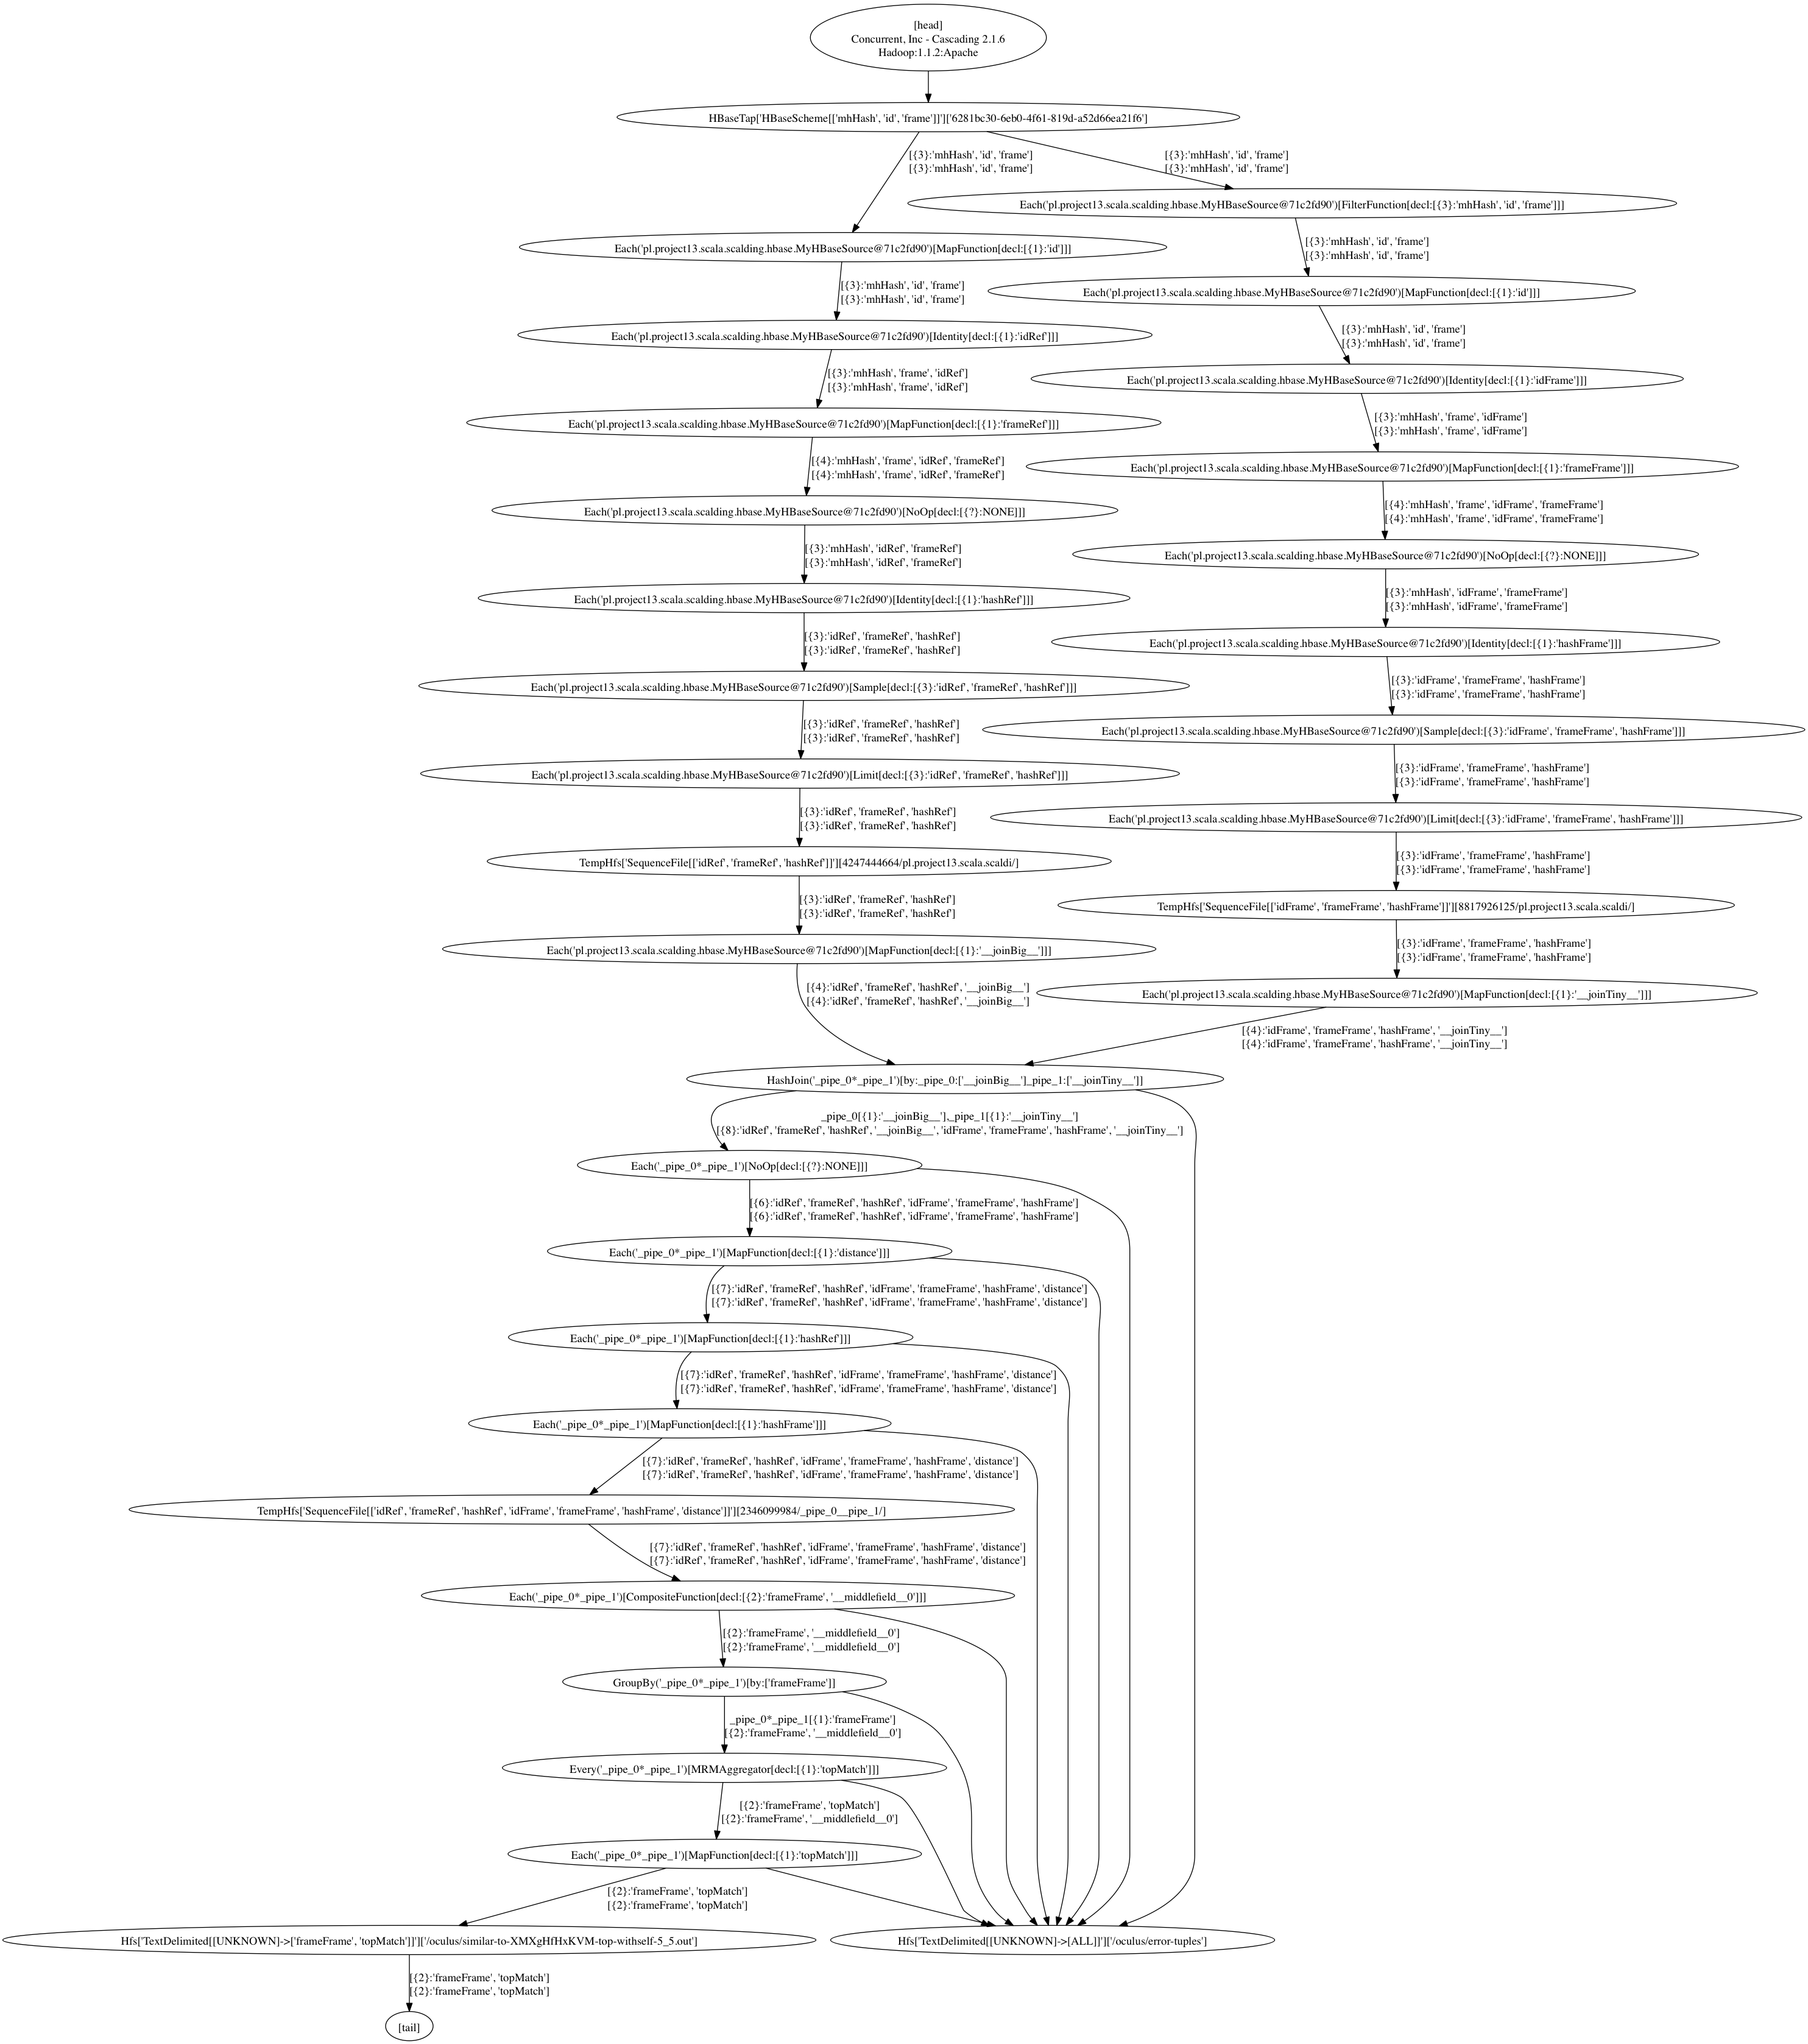 [head]
Concurrent, Inc - Cascading 2.1.6
Hadoop:1.1.2:Apache
HBaseTap['HBaseScheme[['mhHash', 'id', 'frame']]']['6281bc30-6eb0-4f61-819d-a52d66ea21f6']
[{3}:'mhHash', 'id', 'frame']
[{3}:'mhHash', 'id', 'frame']
[{3}:'mhHash', 'id', 'frame']
[{3}:'mhHash', 'id', 'frame']
Each('pl.project13.scala.scalding.hbase.MyHBaseSource@71c2fd90')[FilterFunction[decl:[{3}:'mhHash', 'id', 'frame']]]
Each('pl.project13.scala.scalding.hbase.MyHBaseSource@71c2fd90')[MapFunction[decl:[{1}:'id']]]
[{3}:'mhHash', 'id', 'frame']
[{3}:'mhHash', 'id', 'frame']
[{3}:'mhHash', 'id', 'frame']
[{3}:'mhHash', 'id', 'frame']
Each('pl.project13.scala.scalding.hbase.MyHBaseSource@71c2fd90')[MapFunction[decl:[{1}:'id']]]
Each('pl.project13.scala.scalding.hbase.MyHBaseSource@71c2fd90')[Identity[decl:[{1}:'idRef']]]
[{3}:'mhHash', 'id', 'frame']
[{3}:'mhHash', 'id', 'frame']
[{3}:'mhHash', 'frame', 'idRef']
[{3}:'mhHash', 'frame', 'idRef']
Each('pl.project13.scala.scalding.hbase.MyHBaseSource@71c2fd90')[Identity[decl:[{1}:'idFrame']]]
Each('pl.project13.scala.scalding.hbase.MyHBaseSource@71c2fd90')[MapFunction[decl:[{1}:'frameRef']]]
[{3}:'mhHash', 'frame', 'idFrame']
[{3}:'mhHash', 'frame', 'idFrame']
[{4}:'mhHash', 'frame', 'idRef', 'frameRef']
[{4}:'mhHash', 'frame', 'idRef', 'frameRef']
Each('pl.project13.scala.scalding.hbase.MyHBaseSource@71c2fd90')[MapFunction[decl:[{1}:'frameFrame']]]
Each('pl.project13.scala.scalding.hbase.MyHBaseSource@71c2fd90')[NoOp[decl:[{?}:NONE]]]
[{4}:'mhHash', 'frame', 'idFrame', 'frameFrame']
[{4}:'mhHash', 'frame', 'idFrame', 'frameFrame']
[{3}:'mhHash', 'idRef', 'frameRef']
[{3}:'mhHash', 'idRef', 'frameRef']
Each('pl.project13.scala.scalding.hbase.MyHBaseSource@71c2fd90')[NoOp[decl:[{?}:NONE]]]
Each('pl.project13.scala.scalding.hbase.MyHBaseSource@71c2fd90')[Identity[decl:[{1}:'hashRef']]]
[{3}:'mhHash', 'idFrame', 'frameFrame']
[{3}:'mhHash', 'idFrame', 'frameFrame']
[{3}:'idRef', 'frameRef', 'hashRef']
[{3}:'idRef', 'frameRef', 'hashRef']
Each('pl.project13.scala.scalding.hbase.MyHBaseSource@71c2fd90')[Identity[decl:[{1}:'hashFrame']]]
Each('pl.project13.scala.scalding.hbase.MyHBaseSource@71c2fd90')[Sample[decl:[{3}:'idRef', 'frameRef', 'hashRef']]]
[{3}:'idFrame', 'frameFrame', 'hashFrame']
[{3}:'idFrame', 'frameFrame', 'hashFrame']
[{3}:'idRef', 'frameRef', 'hashRef']
[{3}:'idRef', 'frameRef', 'hashRef']
Each('pl.project13.scala.scalding.hbase.MyHBaseSource@71c2fd90')[Sample[decl:[{3}:'idFrame', 'frameFrame', 'hashFrame']]]
Each('pl.project13.scala.scalding.hbase.MyHBaseSource@71c2fd90')[Limit[decl:[{3}:'idRef', 'frameRef', 'hashRef']]]
[{3}:'idFrame', 'frameFrame', 'hashFrame']
[{3}:'idFrame', 'frameFrame', 'hashFrame']
[{3}:'idRef', 'frameRef', 'hashRef']
[{3}:'idRef', 'frameRef', 'hashRef']
Each('pl.project13.scala.scalding.hbase.MyHBaseSource@71c2fd90')[Limit[decl:[{3}:'idFrame', 'frameFrame', 'hashFrame']]]
TempHfs['SequenceFile[['idRef', 'frameRef', 'hashRef']]'][4247444664/pl.project13.scala.scaldi/]
[{3}:'idFrame', 'frameFrame', 'hashFrame']
[{3}:'idFrame', 'frameFrame', 'hashFrame']
[{3}:'idRef', 'frameRef', 'hashRef']
[{3}:'idRef', 'frameRef', 'hashRef']
TempHfs['SequenceFile[['idFrame', 'frameFrame', 'hashFrame']]'][8817926125/pl.project13.scala.scaldi/]
Each('pl.project13.scala.scalding.hbase.MyHBaseSource@71c2fd90')[MapFunction[decl:[{1}:'__joinBig__']]]
[{3}:'idFrame', 'frameFrame', 'hashFrame']
[{3}:'idFrame', 'frameFrame', 'hashFrame']
[{4}:'idRef', 'frameRef', 'hashRef', '__joinBig__']
[{4}:'idRef', 'frameRef', 'hashRef', '__joinBig__']
Each('pl.project13.scala.scalding.hbase.MyHBaseSource@71c2fd90')[MapFunction[decl:[{1}:'__joinTiny__']]]
[{4}:'idFrame', 'frameFrame', 'hashFrame', '__joinTiny__']
[{4}:'idFrame', 'frameFrame', 'hashFrame', '__joinTiny__']
HashJoin('_pipe_0*_pipe_1')[by:_pipe_0:['__joinBig__']_pipe_1:['__joinTiny__']]
_pipe_0[{1}:'__joinBig__'],_pipe_1[{1}:'__joinTiny__']
[{8}:'idRef', 'frameRef', 'hashRef', '__joinBig__', 'idFrame', 'frameFrame', 'hashFrame', '__joinTiny__']
Each('_pipe_0*_pipe_1')[NoOp[decl:[{?}:NONE]]]
[{6}:'idRef', 'frameRef', 'hashRef', 'idFrame', 'frameFrame', 'hashFrame']
[{6}:'idRef', 'frameRef', 'hashRef', 'idFrame', 'frameFrame', 'hashFrame']
Each('_pipe_0*_pipe_1')[MapFunction[decl:[{1}:'distance']]]
[{7}:'idRef', 'frameRef', 'hashRef', 'idFrame', 'frameFrame', 'hashFrame', 'distance']
[{7}:'idRef', 'frameRef', 'hashRef', 'idFrame', 'frameFrame', 'hashFrame', 'distance']
Each('_pipe_0*_pipe_1')[MapFunction[decl:[{1}:'hashRef']]]
[{7}:'idRef', 'frameRef', 'hashRef', 'idFrame', 'frameFrame', 'hashFrame', 'distance']
[{7}:'idRef', 'frameRef', 'hashRef', 'idFrame', 'frameFrame', 'hashFrame', 'distance']
Each('_pipe_0*_pipe_1')[MapFunction[decl:[{1}:'hashFrame']]]
[{7}:'idRef', 'frameRef', 'hashRef', 'idFrame', 'frameFrame', 'hashFrame', 'distance']
[{7}:'idRef', 'frameRef', 'hashRef', 'idFrame', 'frameFrame', 'hashFrame', 'distance']
TempHfs['SequenceFile[['idRef', 'frameRef', 'hashRef', 'idFrame', 'frameFrame', 'hashFrame', 'distance']]'][2346099984/_pipe_0__pipe_1/]
[{7}:'idRef', 'frameRef', 'hashRef', 'idFrame', 'frameFrame', 'hashFrame', 'distance']
[{7}:'idRef', 'frameRef', 'hashRef', 'idFrame', 'frameFrame', 'hashFrame', 'distance']
Each('_pipe_0*_pipe_1')[CompositeFunction[decl:[{2}:'frameFrame', '__middlefield__0']]]
[{2}:'frameFrame', '__middlefield__0']
[{2}:'frameFrame', '__middlefield__0']
GroupBy('_pipe_0*_pipe_1')[by:['frameFrame']]
_pipe_0*_pipe_1[{1}:'frameFrame']
[{2}:'frameFrame', '__middlefield__0']
Every('_pipe_0*_pipe_1')[MRMAggregator[decl:[{1}:'topMatch']]]
[{2}:'frameFrame', 'topMatch']
[{2}:'frameFrame', '__middlefield__0']
Each('_pipe_0*_pipe_1')[MapFunction[decl:[{1}:'topMatch']]]
[{2}:'frameFrame', 'topMatch']
[{2}:'frameFrame', 'topMatch']
Hfs['TextDelimited[[UNKNOWN]->['frameFrame', 'topMatch']]']['/oculus/similar-to-XMXgHfHxKVM-top-withself-5_5.out']
Hfs['TextDelimited[[UNKNOWN]->[ALL]]']['/oculus/error-tuples']
[{2}:'frameFrame', 'topMatch']
[{2}:'frameFrame', 'topMatch']
[tail]